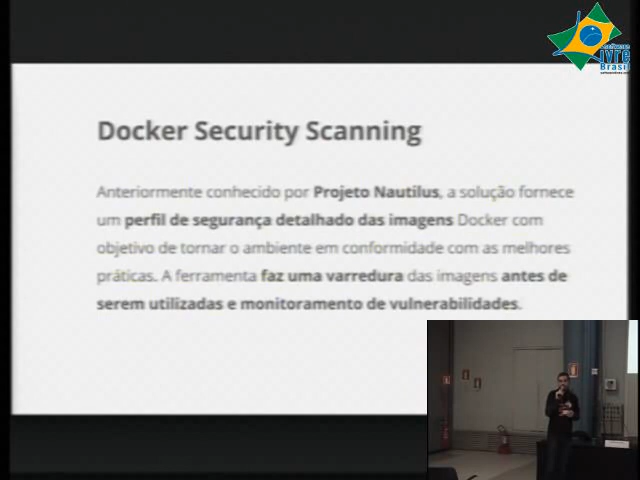 Docker Security Scanning
Anteriormente conhecido por Projeto Nautilus, a solução fornece
um perfil de segurança detalhado das imagens Docker com
objetivo de tornar o ambiente em conformidade com as melhores
práticas. A ferramenta faz uma varredura das imagens antes de
serem utilizadas e monitoramento de vulnerabilidades.
ivre
Brasil